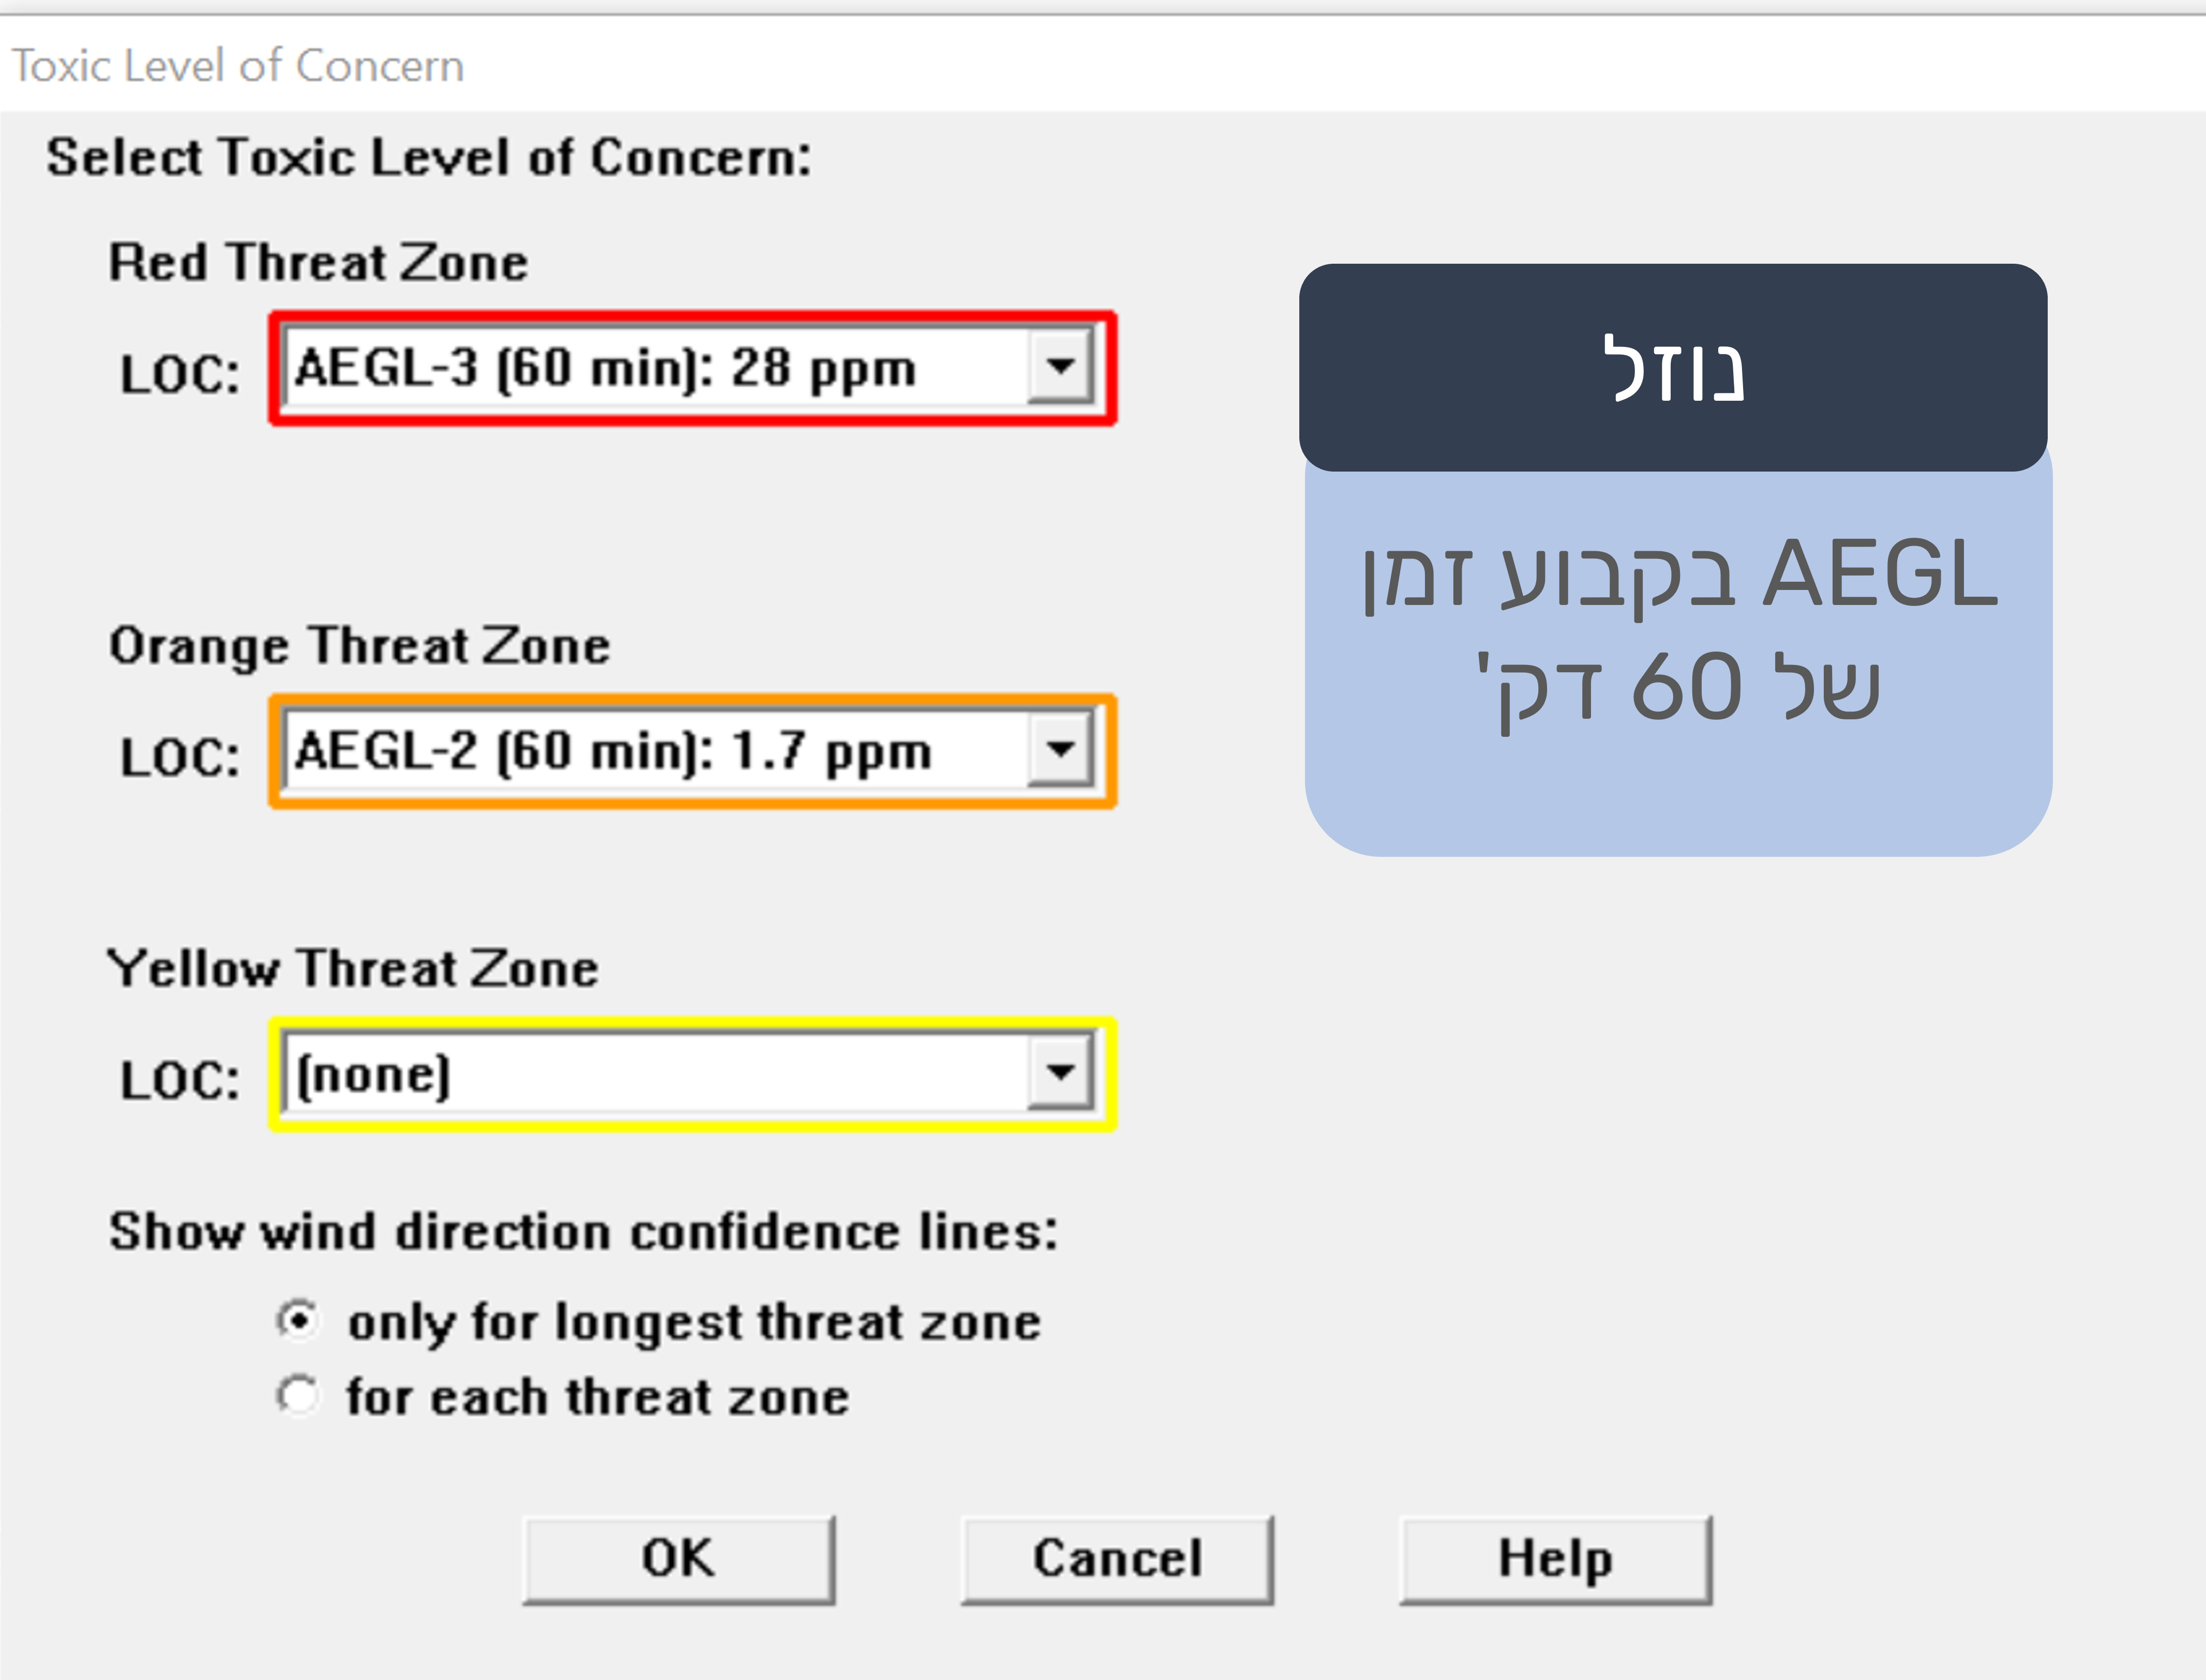 Toxic Level of Concern
Select Toxic Level of Concern:
Red Threat Zone
LOC: AEGL-3 (60 min): 28 ppm
Orange Threat Zone
LOC: AEGL-2 (60 min): 1.7 ppm
Yellow Threat Zone
LOC: (none)
Show wind direction confidence lines:
only for longest threat zone
for each threat zone
OK Cancel Help
נוזל
AEGL בקבוע זמן
של 60 דק'